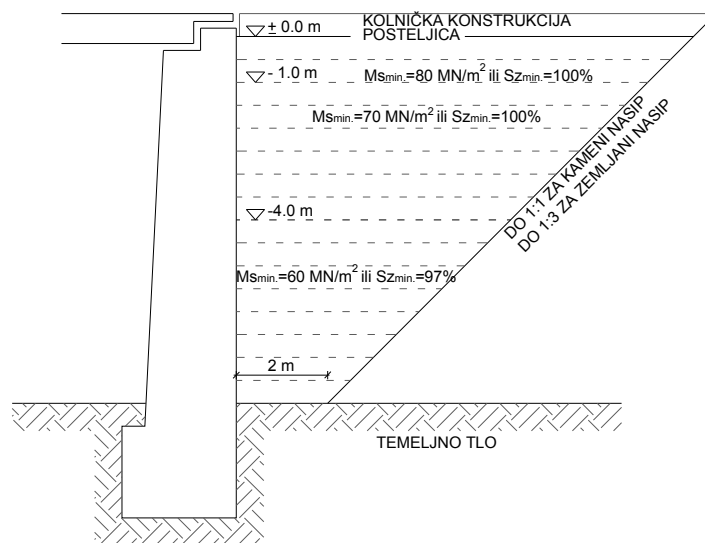 KOLNIČKA KONSTRUKCIJA
± 0.0 m
POSTELJICA
- 1.0 m
Msmin.=80 MN/m² ili Szmin.=100%
Msmin.=70 MN/m² ili Szmin.=100%
DO 1:1 ZA KAMENI NASIP
DO 1:3 ZA ZEMLJANI NASIP
-4.0 m
Msmin.=60 MN/m² ili Szmin.=97%
2 m
TEMELJNO TLO